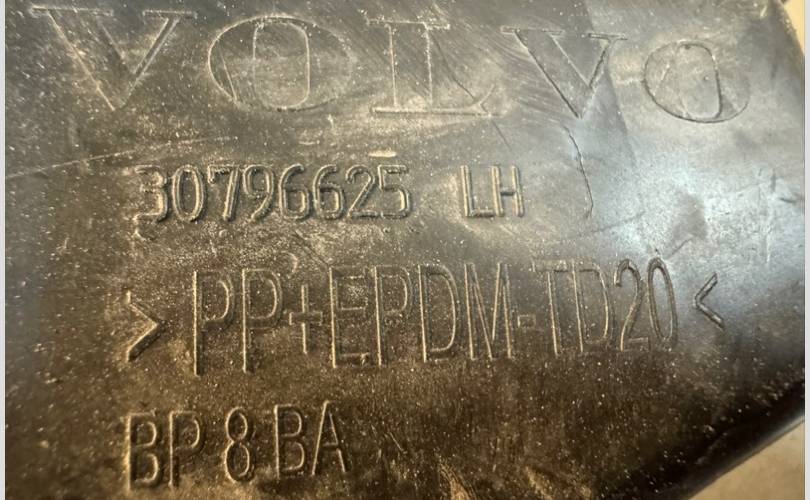 VOLVO
30796625 LH
>PP+EPDM-TD20<
BP 8 BA